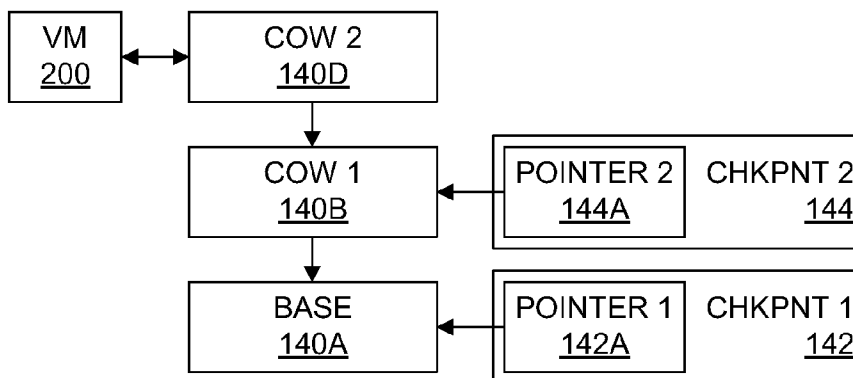 VM
200
COW 2
140D
COW 1
140B
POINTER 2
144A
CHKPNT 2
144
BASE
140A
POINTER 1
142A
CHKPNT 1
142